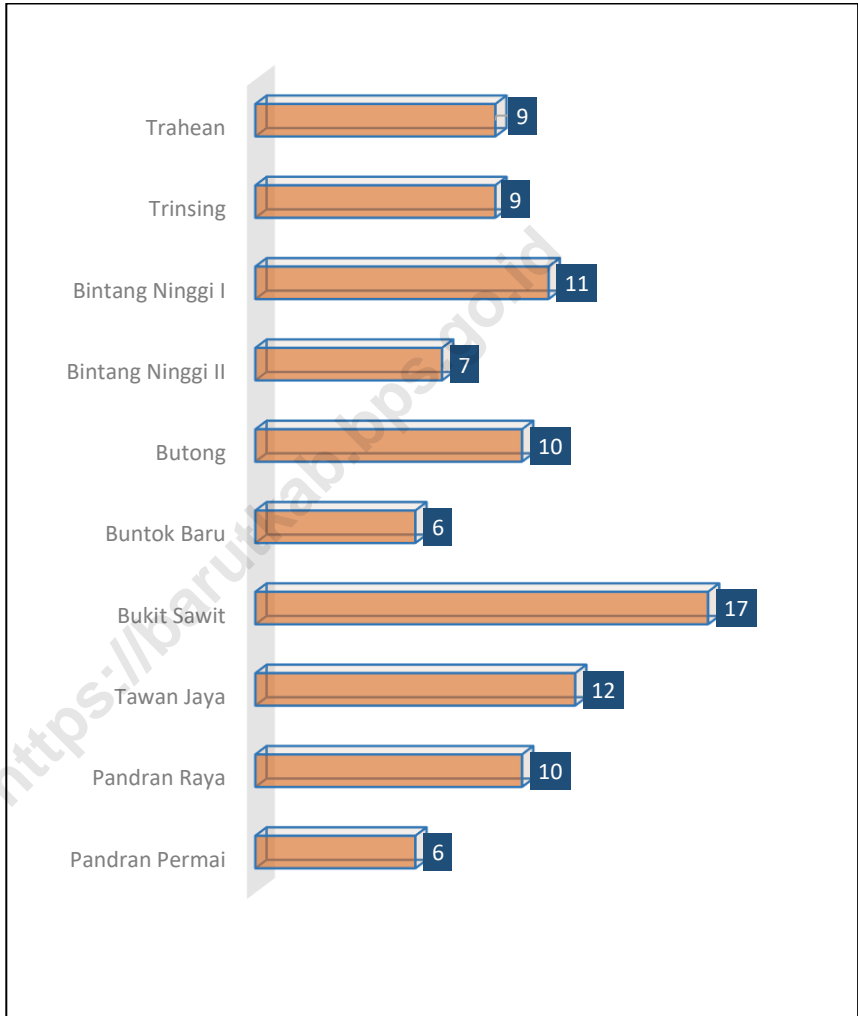 Trahean 9
Trinsing 9
Bintang Ninggi I 11
Bintang Ninggi II 7
Butong 10
Buntok Baru 6
Bukit Sawit 17
Tawan Jaya 12
Pandran Raya 10
Pandran Permai 6
https://barutkab.bps.go.id